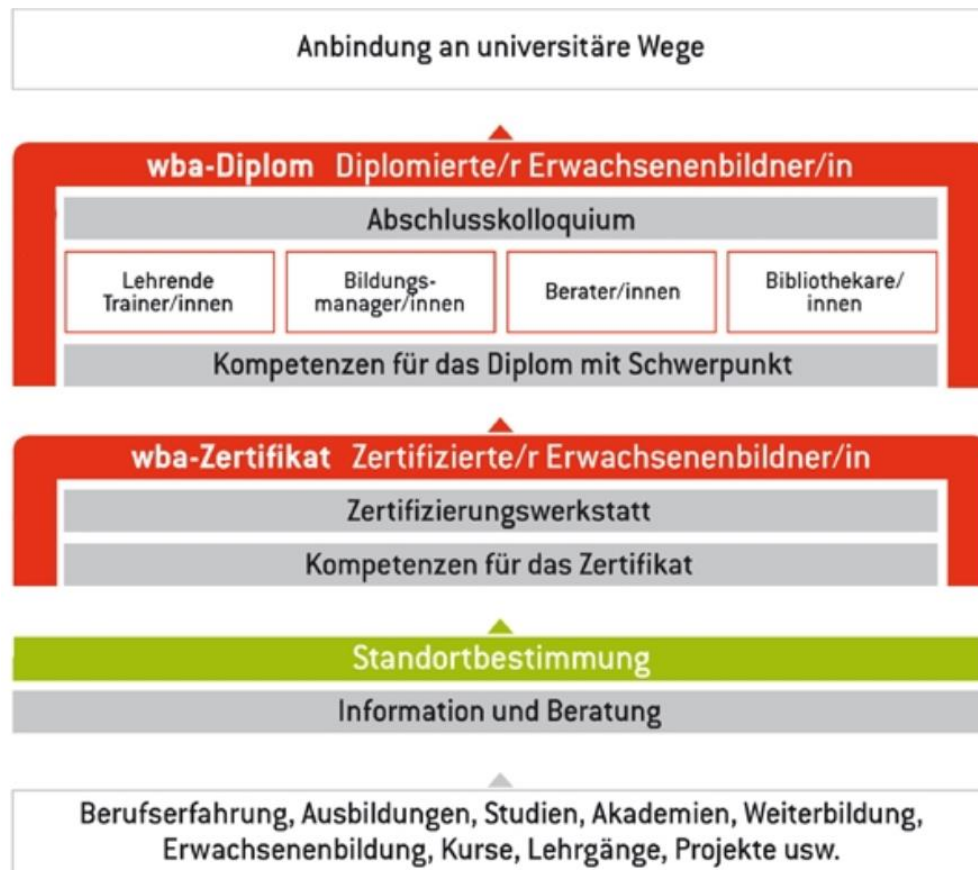 Anbindung an universitäre Wege
wba-Diplom Diplomierte/r Erwachsenenbildner/in
Abschlusskolloquium
Lehrende
Trainer/innen
Bildungs-
manager/innen
Berater/innen
Bibliothekare/
innen
Kompetenzen für das Diplom mit Schwerpunkt
wba-Zertifikat Zertifizierte/r Erwachsenenbildner/in
Zertifizierungswerkstatt
Kompetenzen für das Zertifikat
Standortbestimmung
Information und Beratung
Berufserfahrung, Ausbildungen, Studien, Akademien, Weiterbildung,
Erwachsenenbildung, Kurse, Lehrgänge, Projekte usw.